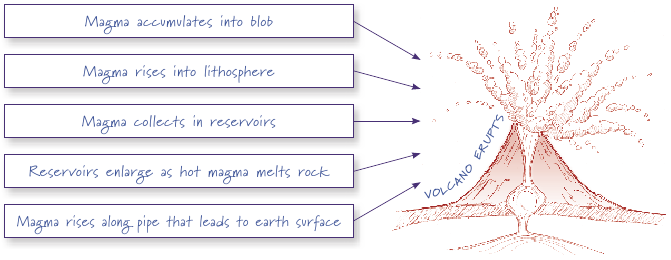 Magma accumulates into blob
Magma rises into lithosphere
Magma collects in reservoirs
Reservoirs enlarge as hot magma melts rock
Magma rises along pipe that leads to earth surface
VOLCANO ERUPTS